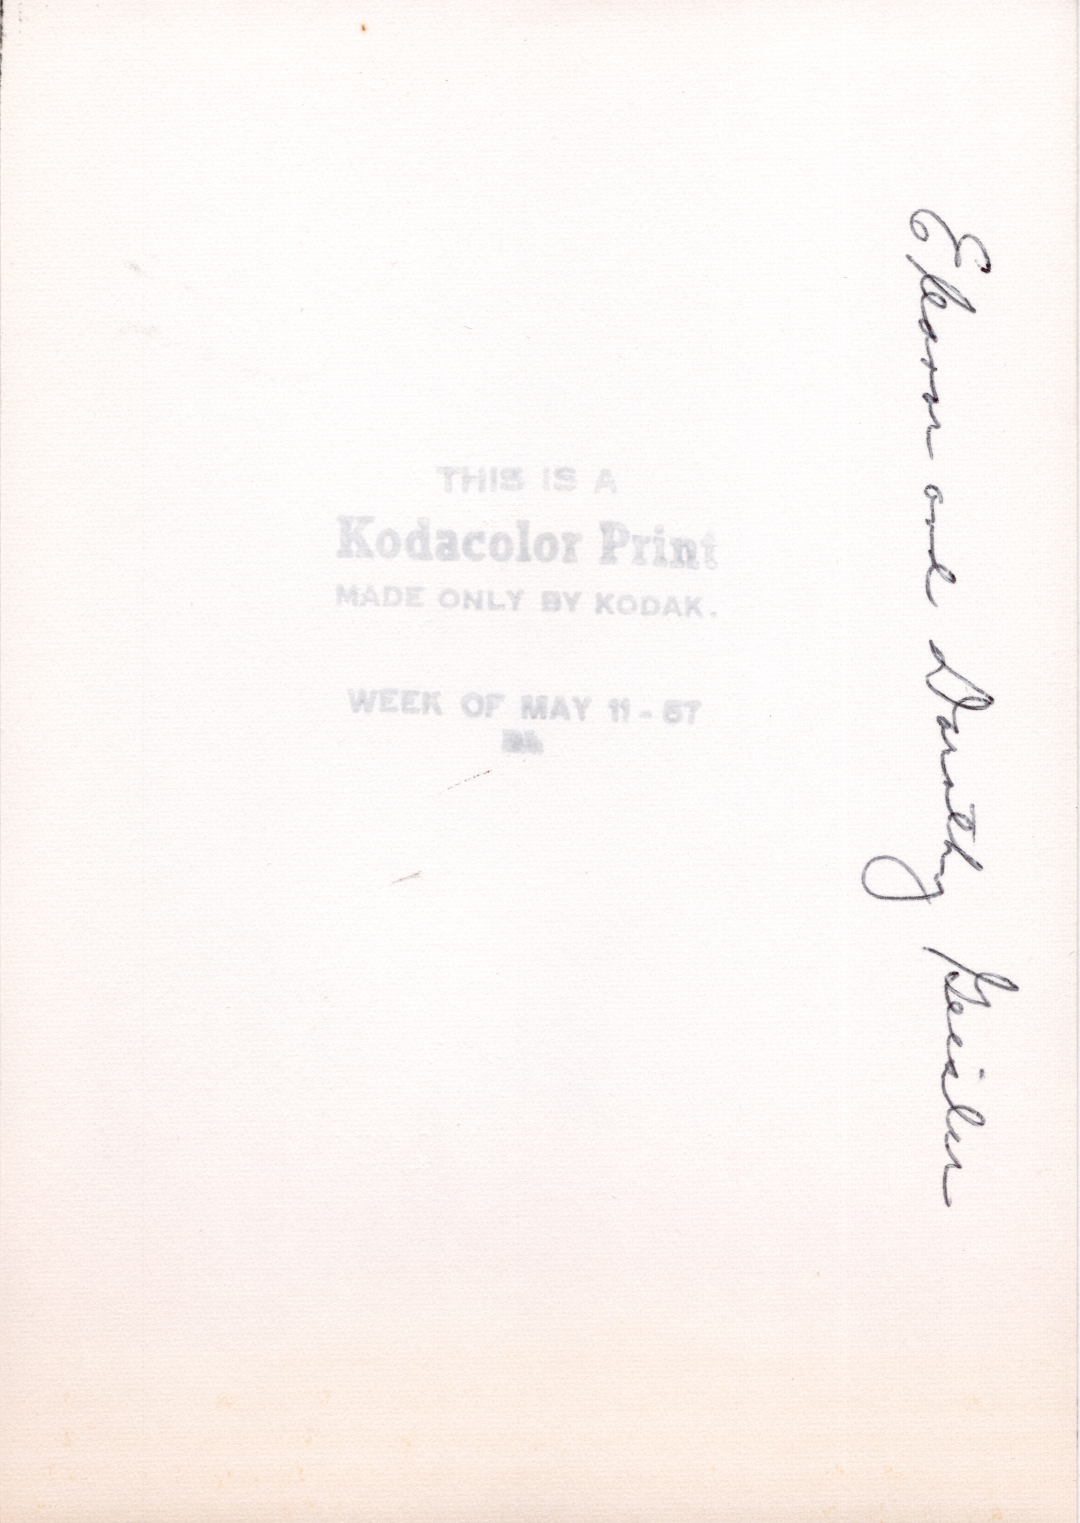 THIS IS A
Kodacolor Print
MADE ONLY BY KODAK.
WEEK OF MAY 11 - 57
Eleanor and Dorothy Geisler